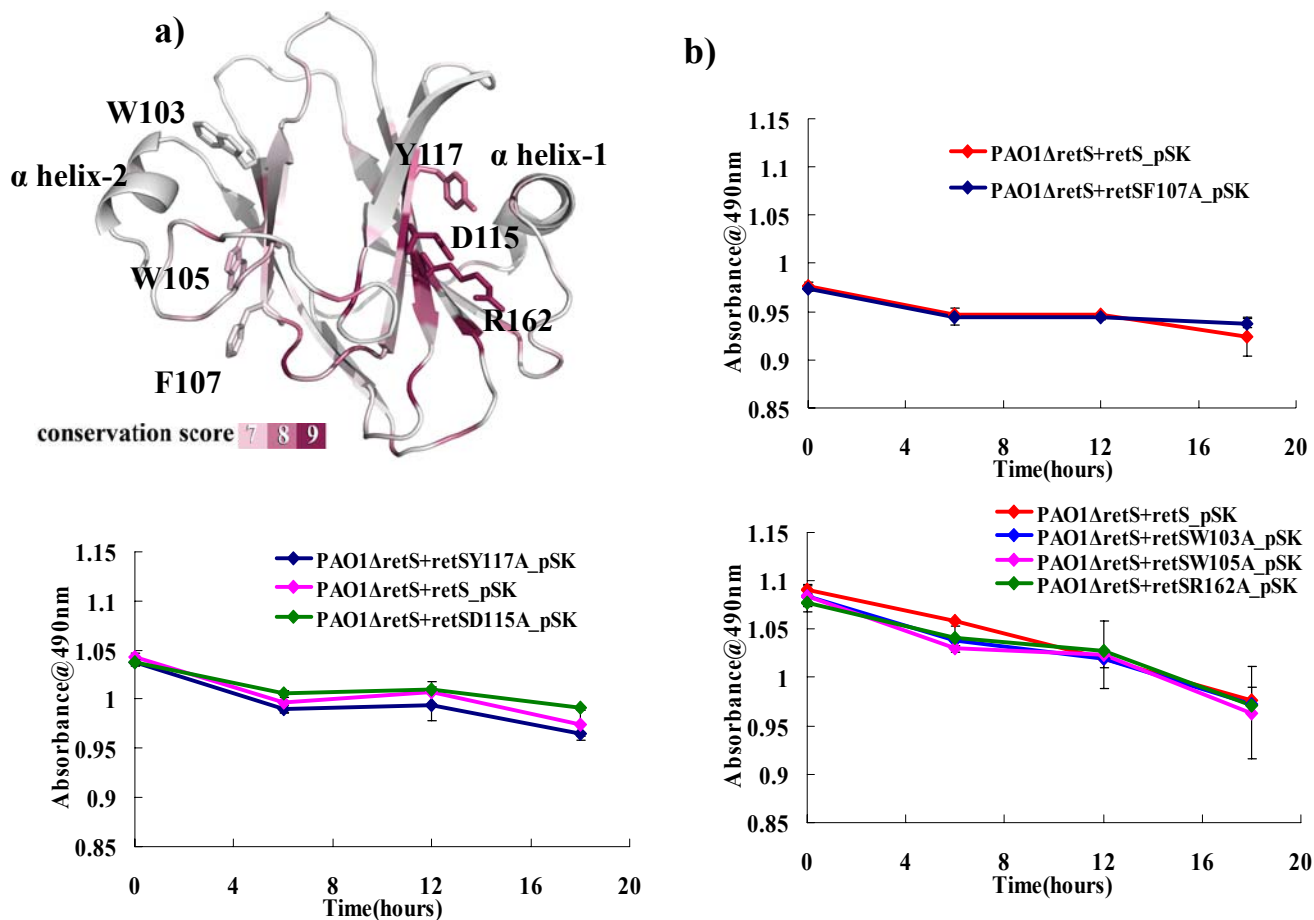 a)
W103
α helix-2
Y117
α helix-1
D115
W105
R162
F107
conservation score 7 8 9
b)
1.15
1.1
1.05
1
0.95
0.9
0.85
Absorbance@490nm
PAO1ΔretS+retS_pSK
PAO1ΔretS+retSF107A_pSK
0 4 8 12 16 20
Time(hours)
1.15
1.1
1.05
1
0.95
0.9
0.85
Absorbance@490nm
PAO1ΔretS+retSY117A_pSK
PAO1ΔretS+retS_pSK
PAO1ΔretS+retSD115A_pSK
0 4 8 12 16 20
Time(hours)
1.15
1.1
1.05
1
0.95
0.9
0.85
Absorbance@490nm
PAO1ΔretS+retS_pSK
PAO1ΔretS+retSW103A_pSK
PAO1ΔretS+retSW105A_pSK
PAO1ΔretS+retSR162A_pSK
0 4 8 12 16 20
Time(hours)